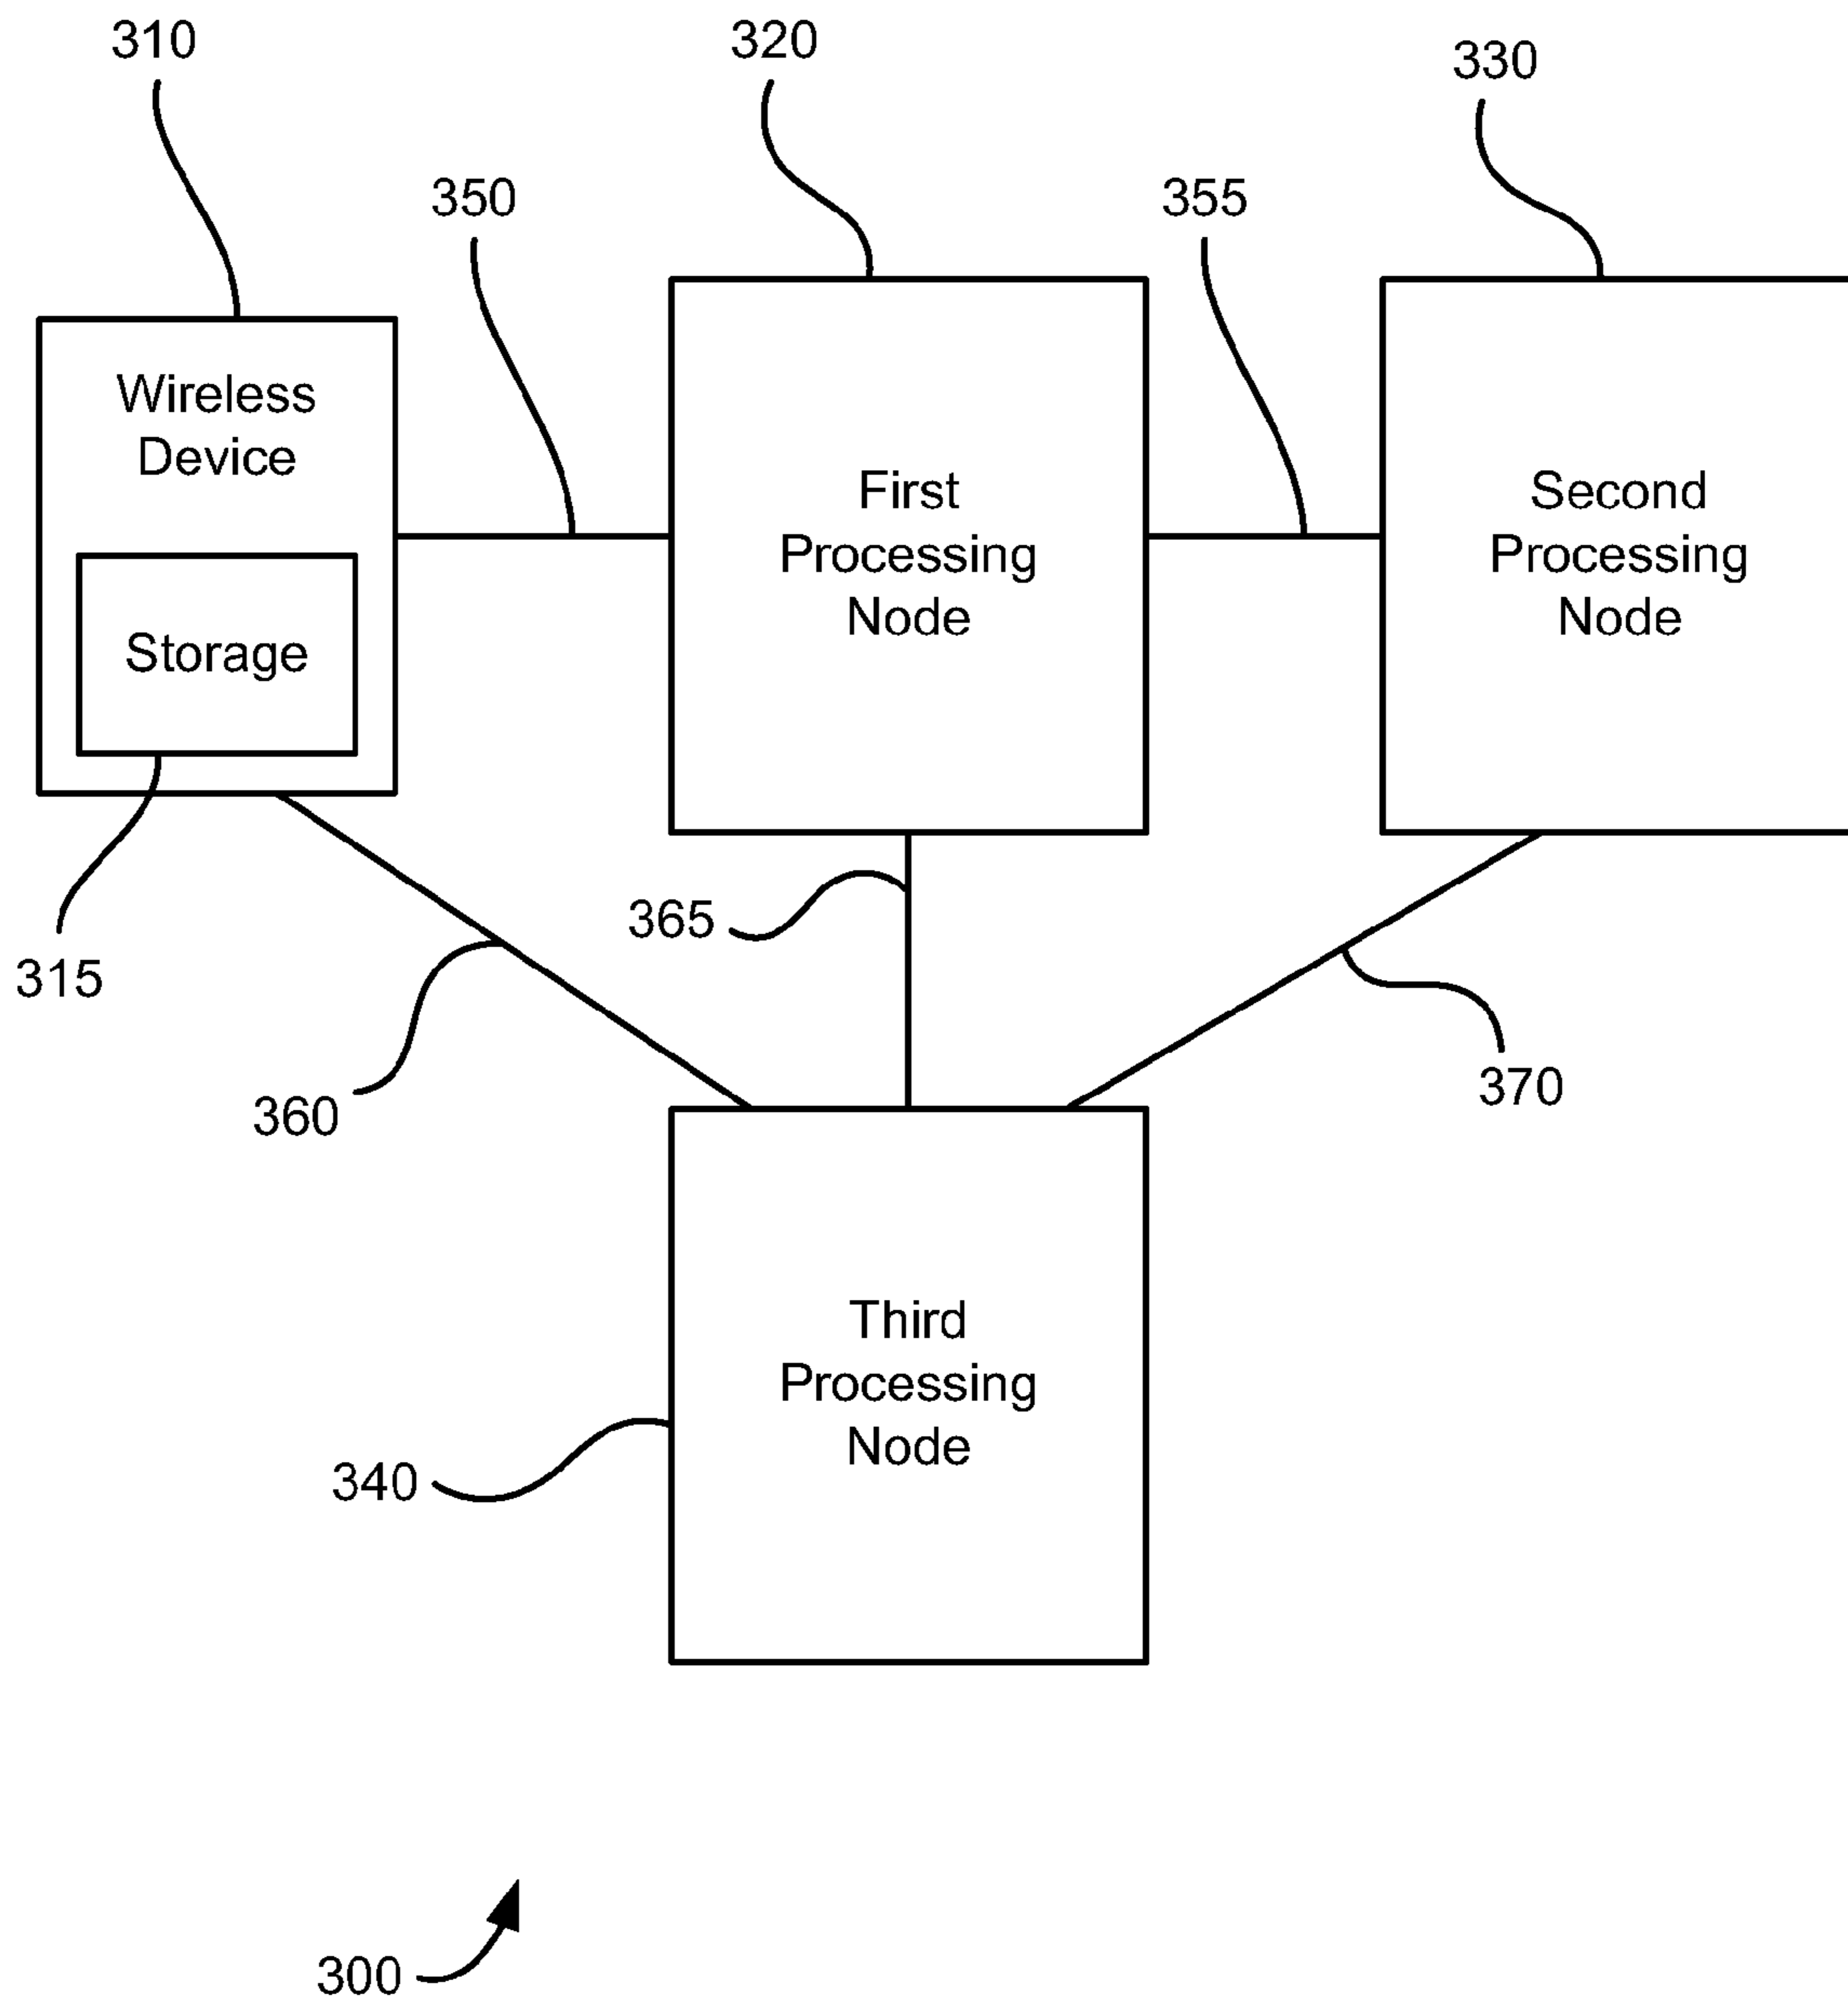 310
320
330
350
355
Wireless
Device
First
Processing
Node
Second
Processing
Node
Storage
365
315
360
370
Third
Processing
Node
340
300